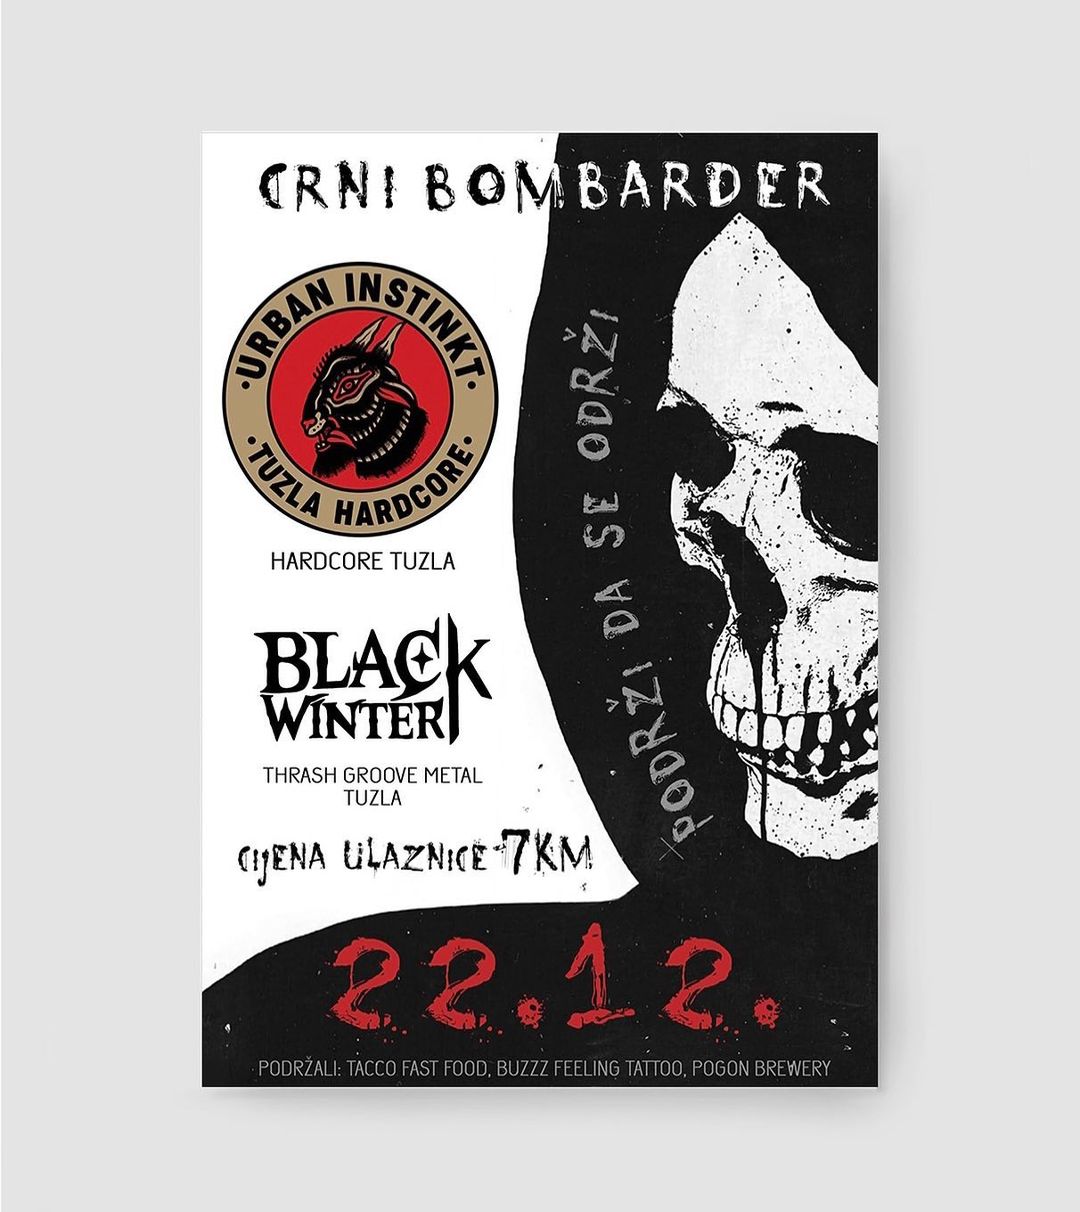 CRNI BOMBARDER
URBAN INSTINKT
TUZLA HARDCORE
HARDCORE TUZLA
PODRŽI DA SE ODRŽI
BLACK
WINTER
THRASH GROOVE METAL
TUZLA
CIJENA ULAZNICE 7KM
22.12.
PODRŽALI: TACCO FAST FOOD, BUZZZ FEELING TATTOO, POGON BREWERY